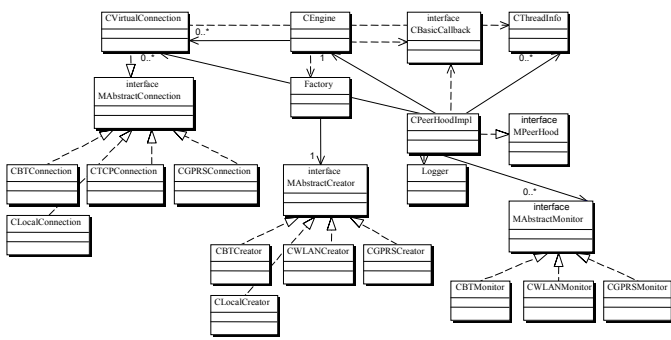 CVirtualConnection
CEngine
interface
CBasicCallback
CThreadInfo
0..*
1
0..*
0..*
interface
MAbstractConnection
Factory
CPeerHoodImpl
interface
MPeerHood
CBTConnection
CTCPConnection
CGPRSConnection
1
interface
MAbstractCreator
Logger
0..*
interface
MAbstractMonitor
CLocalConnection
CBTCreator
CWLANCreator
CGPRSCreator
CLocalCreator
CBTMonitor
CWLANMonitor
CGPRSMonitor